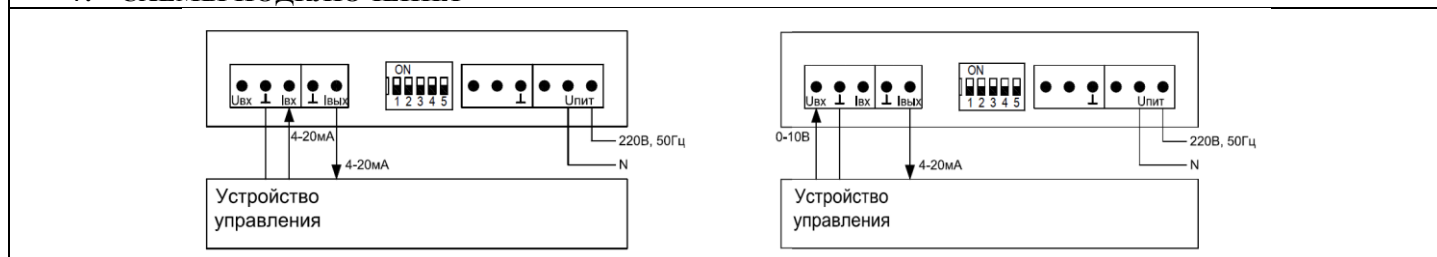 ON
1 2 3 4 5
Uвх ⊥ Iвх ⊥ Iвых
⊥
Uпит
4-20мА
220В, 50Гц
4-20мА
N
Устройство
управления
ON
1 2 3 4 5
Uвх ⊥ Iвх ⊥ Iвых
⊥
Uпит
0-10В
220В, 50Гц
4-20мА
N
Устройство
управления